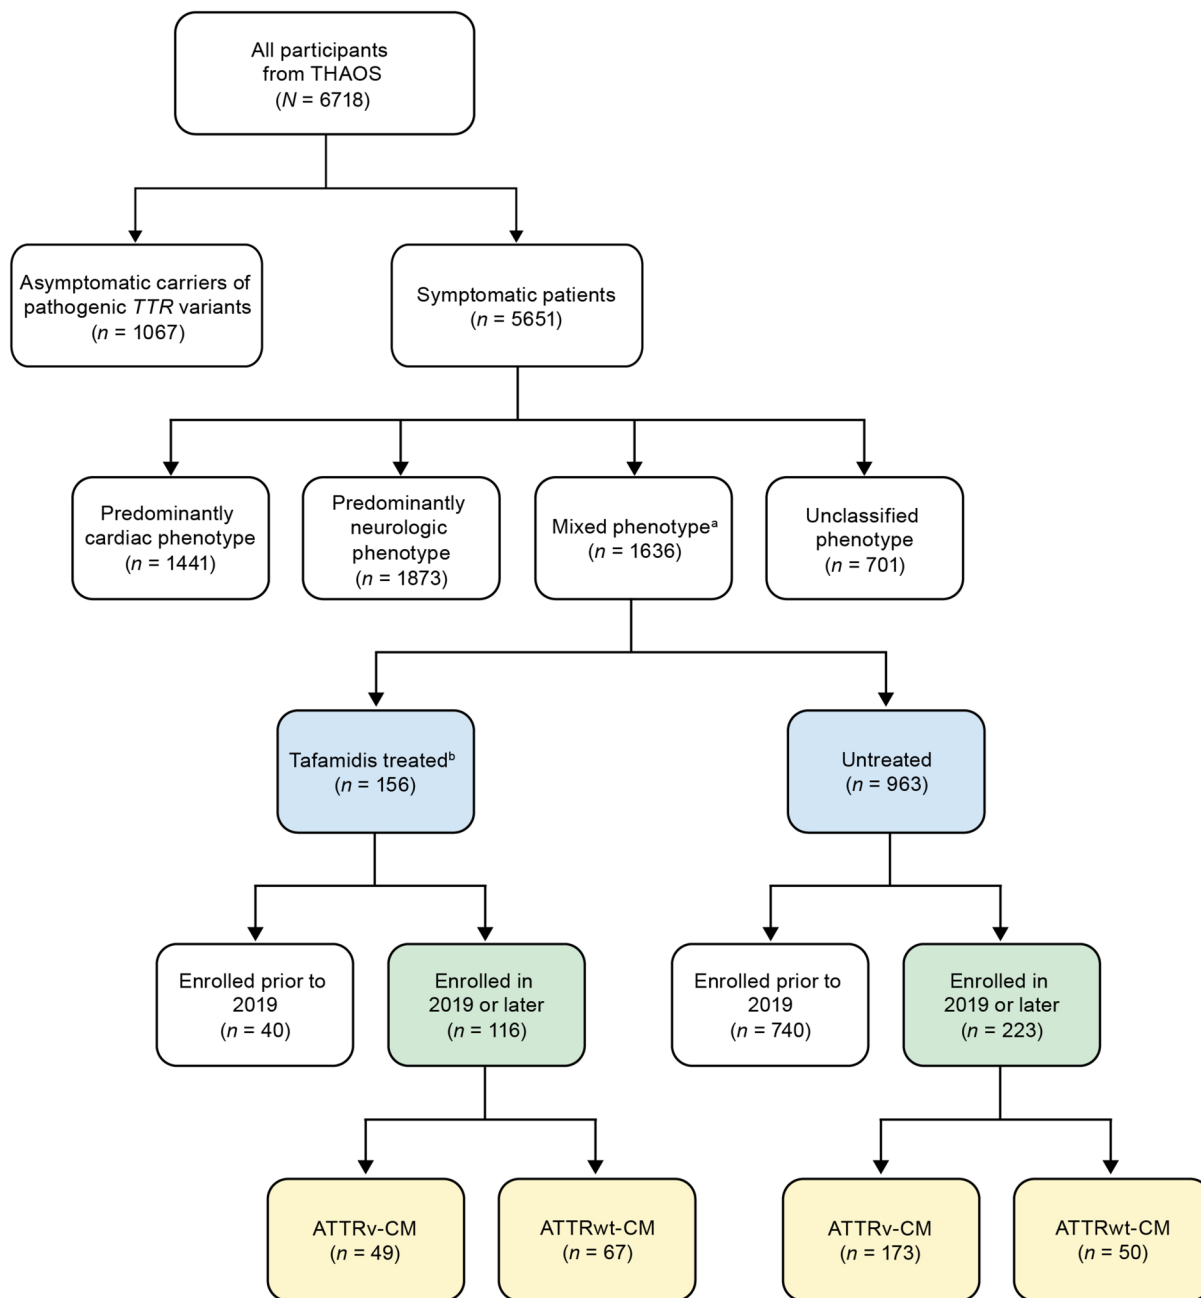 All participants
from THAOS
(N = 6718)
Asymptomatic carriers of
pathogenic TTR variants
(n = 1067)
Symptomatic patients
(n = 5651)
Predominantly
cardiac phenotype
(n = 1441)
Predominantly
neurologic
phenotype
(n = 1873)
Mixed phenotypeᵃ
(n = 1636)
Unclassified
phenotype
(n = 701)
Tafamidis treatedᵇ
(n = 156)
Untreated
(n = 963)
Enrolled prior to
2019
(n = 40)
Enrolled in
2019 or later
(n = 116)
Enrolled prior to
2019
(n = 740)
Enrolled in
2019 or later
(n = 223)
ATTRv-CM
(n = 49)
ATTRwt-CM
(n = 67)
ATTRv-CM
(n = 173)
ATTRwt-CM
(n = 50)